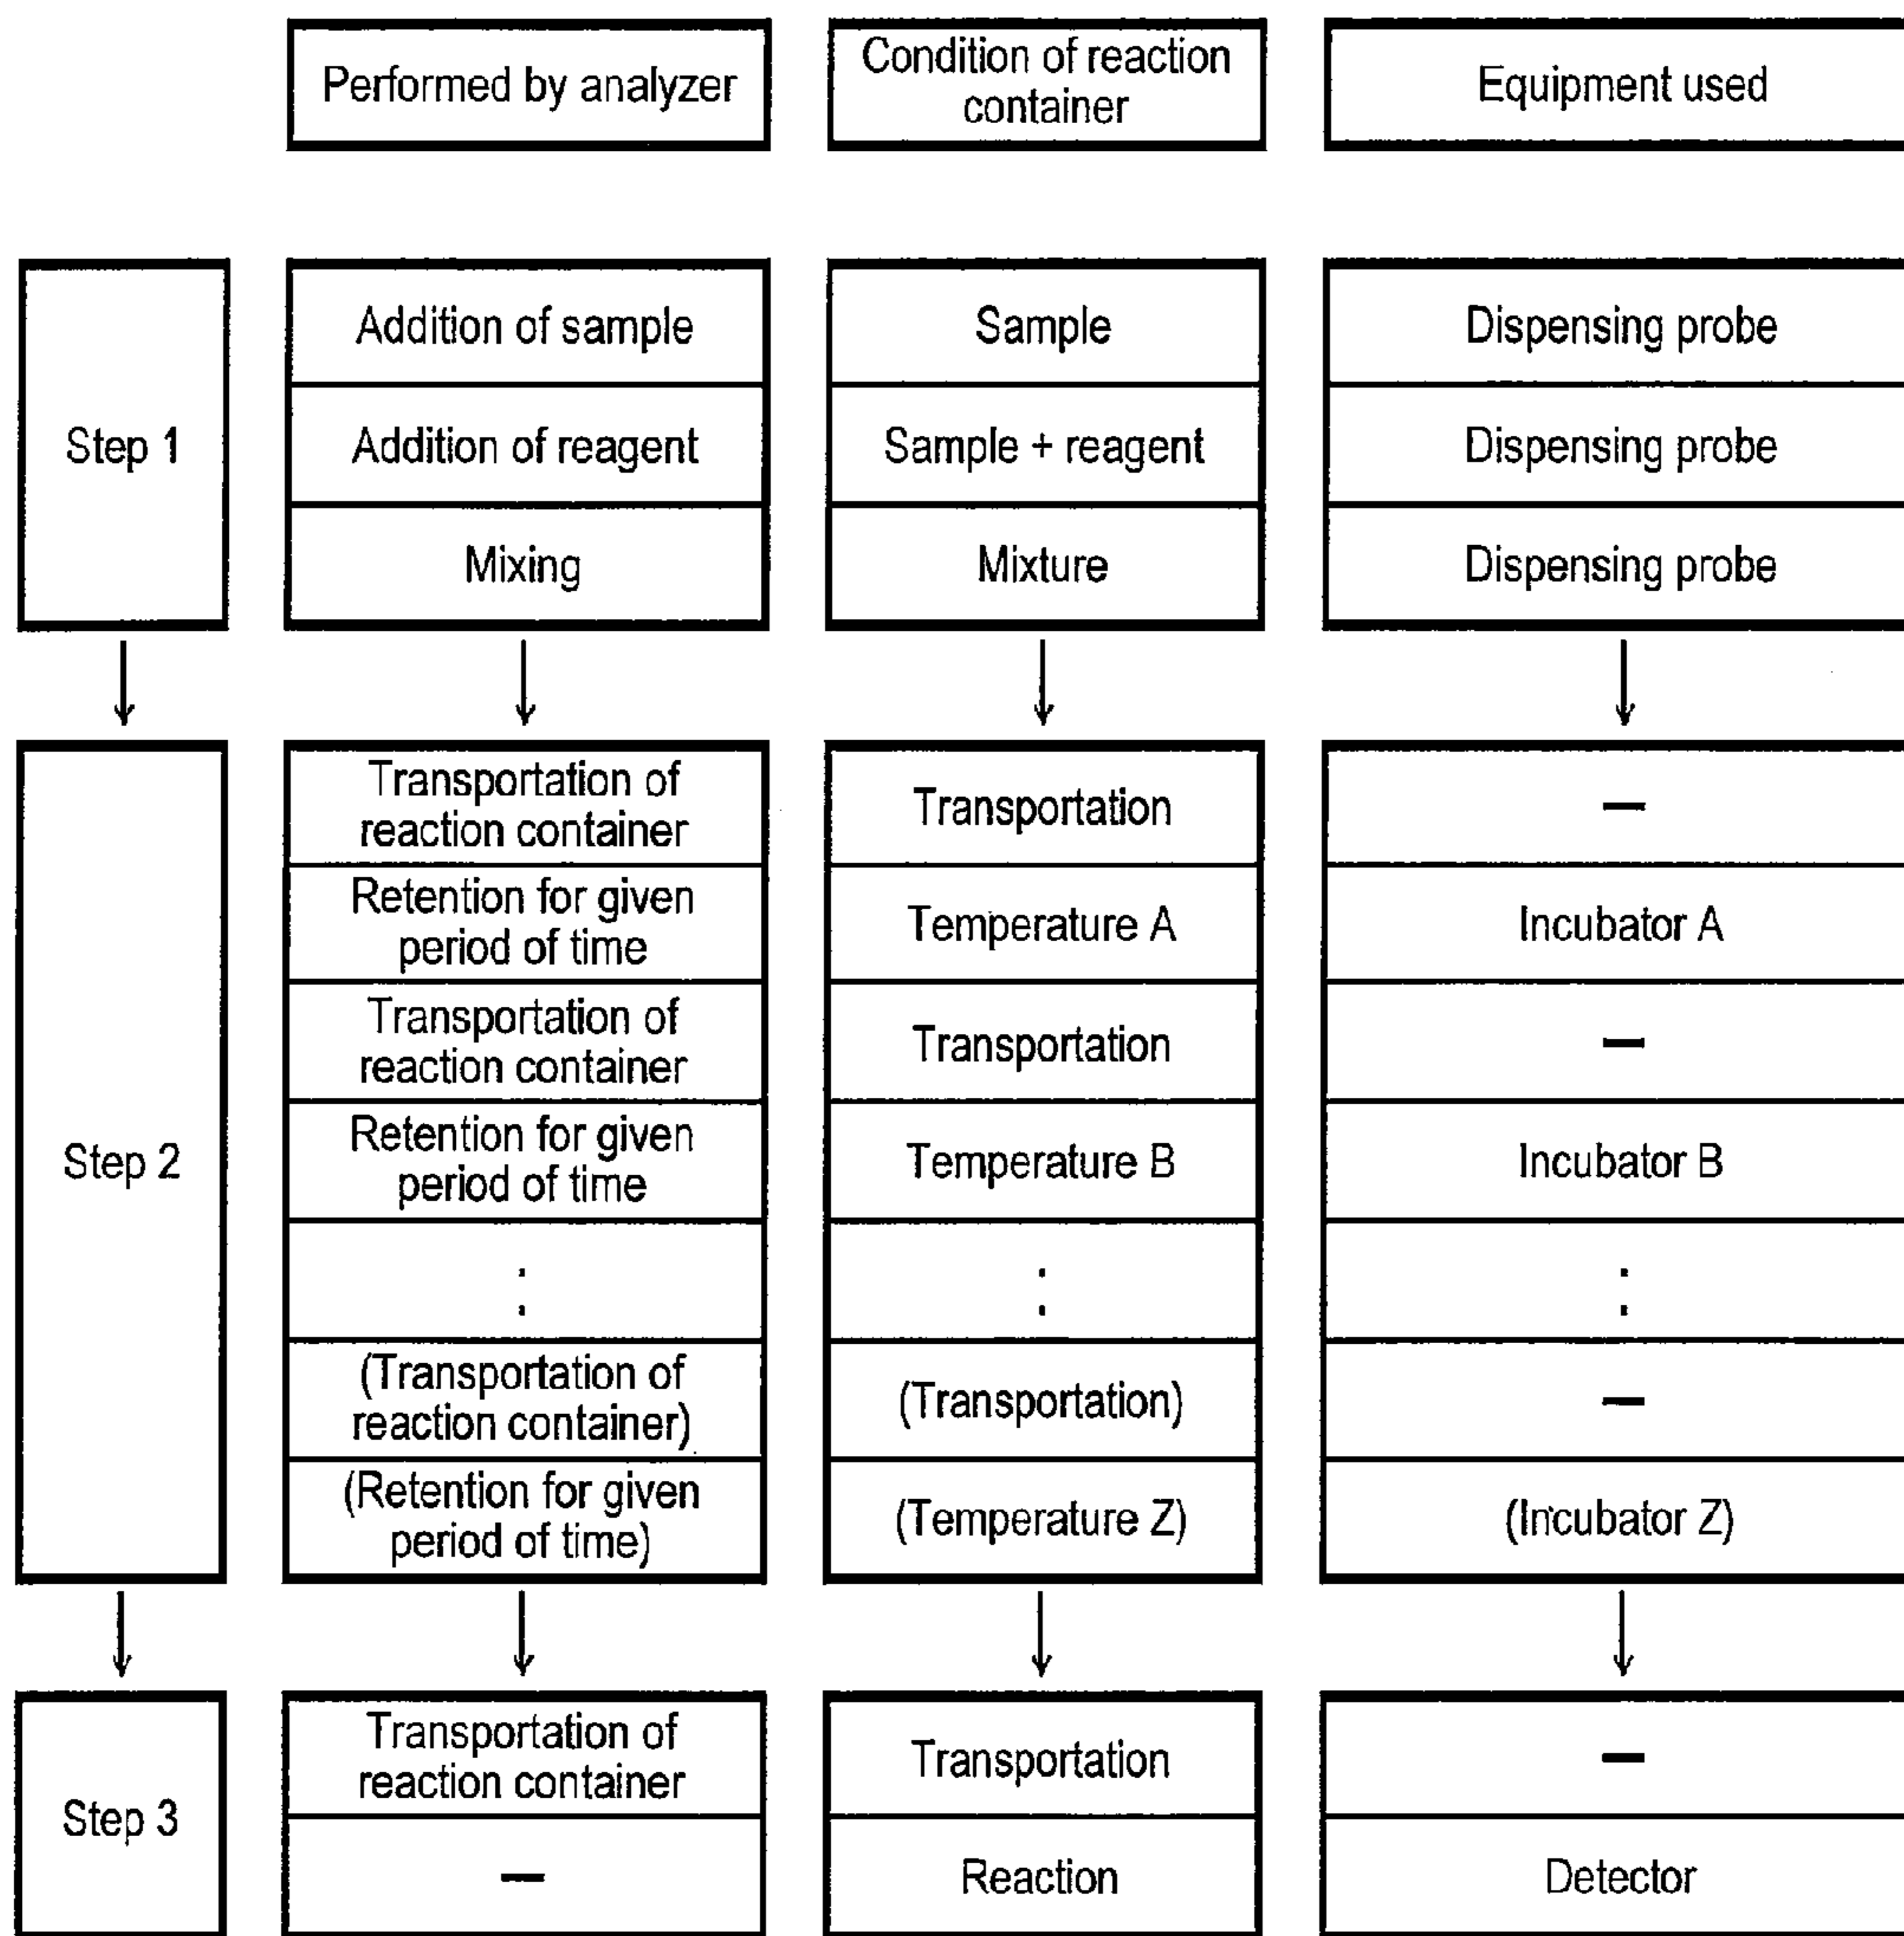 Performed by analyzer
Condition of reaction
container
Equipment used
Step 1
Addition of sample
Sample
Dispensing probe
Addition of reagent
Sample + reagent
Dispensing probe
Mixing
Mixture
Dispensing probe
Step 2
Transportation of
reaction container
Transportation
—
Retention for given
period of time
Temperature A
Incubator A
Transportation of
reaction container
Transportation
—
Retention for given
period of time
Temperature B
Incubator B
:
:
:
(Transportation of
reaction container)
(Transportation)
—
(Retention for given
period of time)
(Temperature Z)
(Incubator Z)
Step 3
Transportation of
reaction container
Transportation
—
—
Reaction
Detector